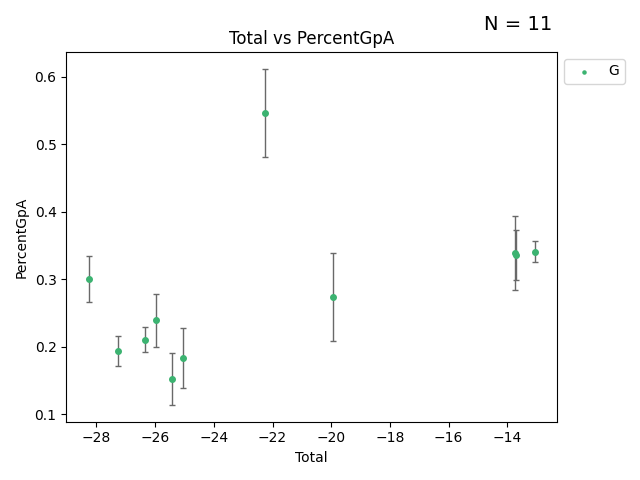 N = 11
Total vs PercentGpA
G
0.6
0.5
0.4
0.3
0.2
0.1
PercentGpA
−28 −26 −24 −22 −20 −18 −16 −14
Total